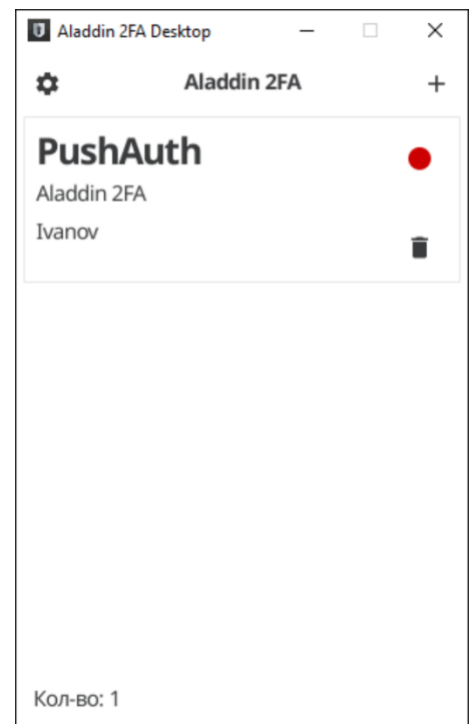 Aladdin 2FA Desktop
Aladdin 2FA
PushAuth
Aladdin 2FA
Ivanov
Кол-во: 1